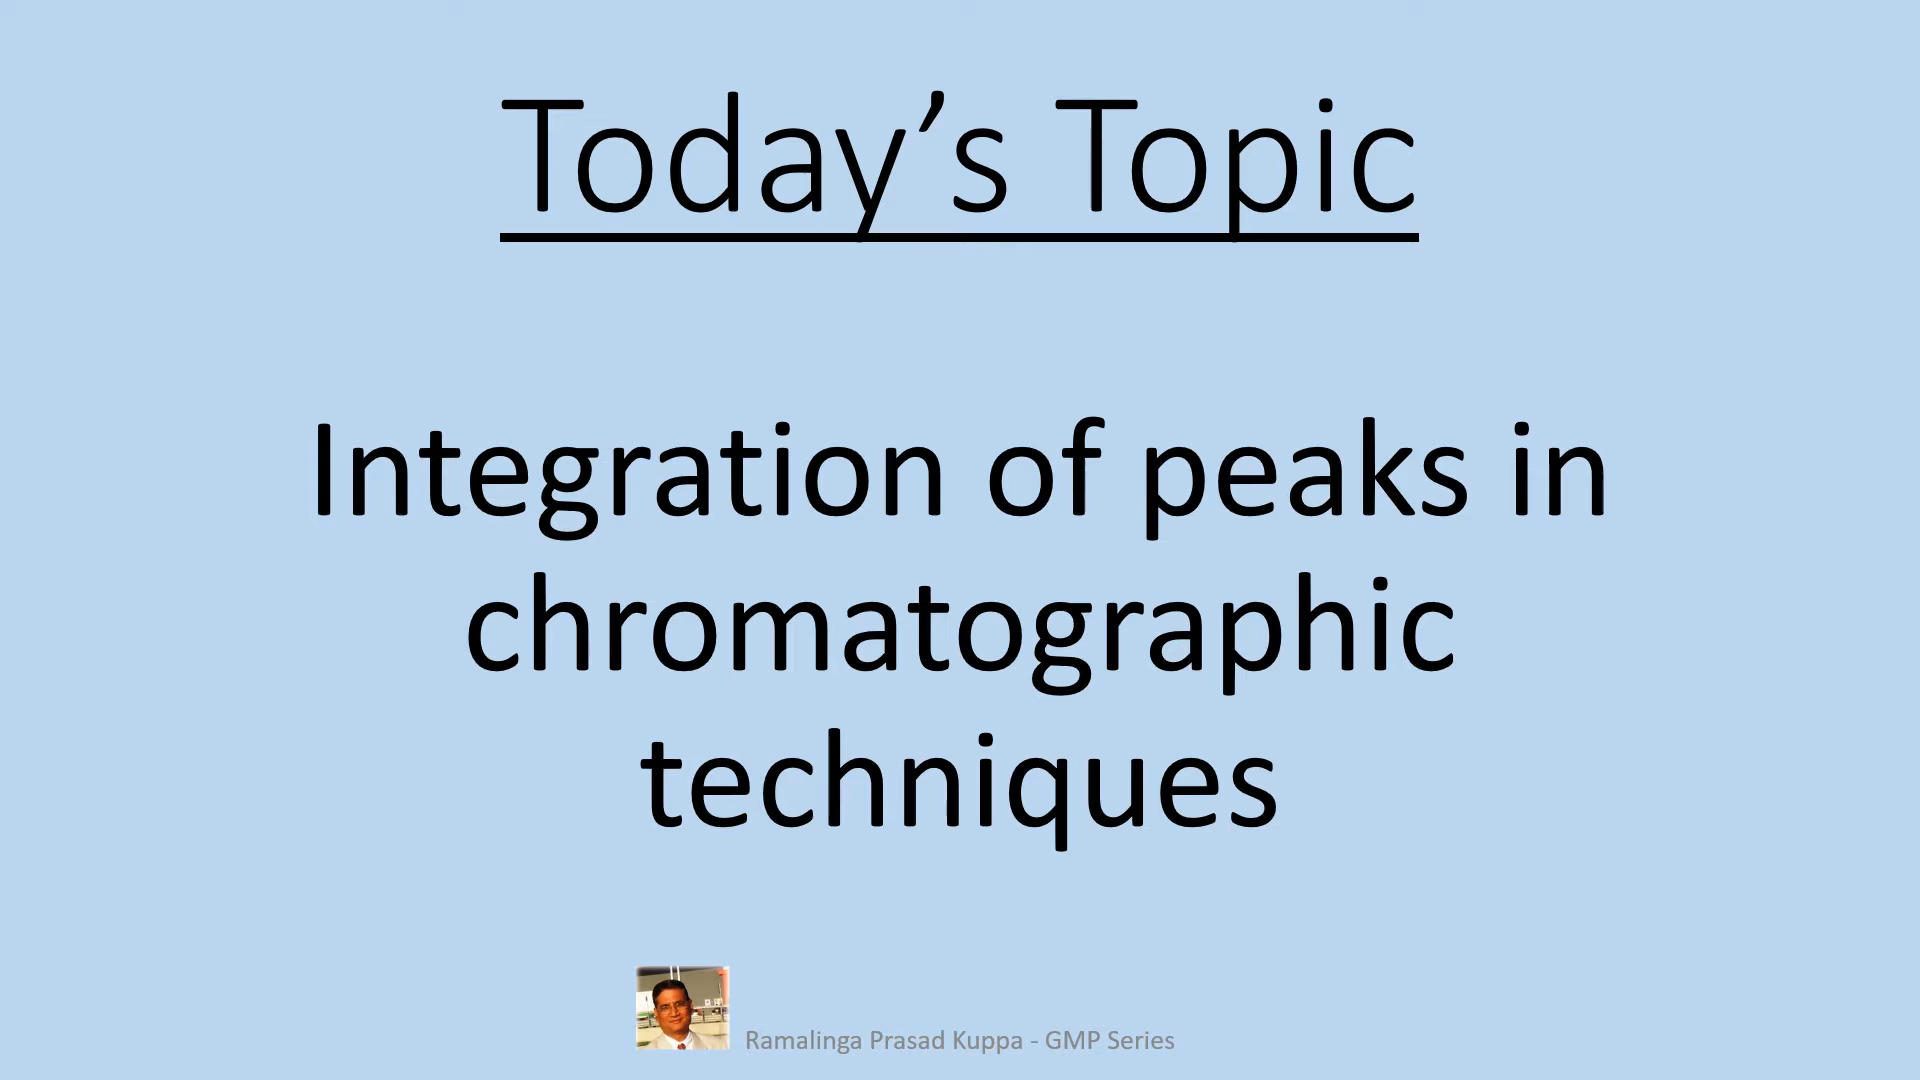 Today’s Topic
Integration of peaks in
chromatographic
techniques
Ramalinga Prasad Kuppa - GMP Series